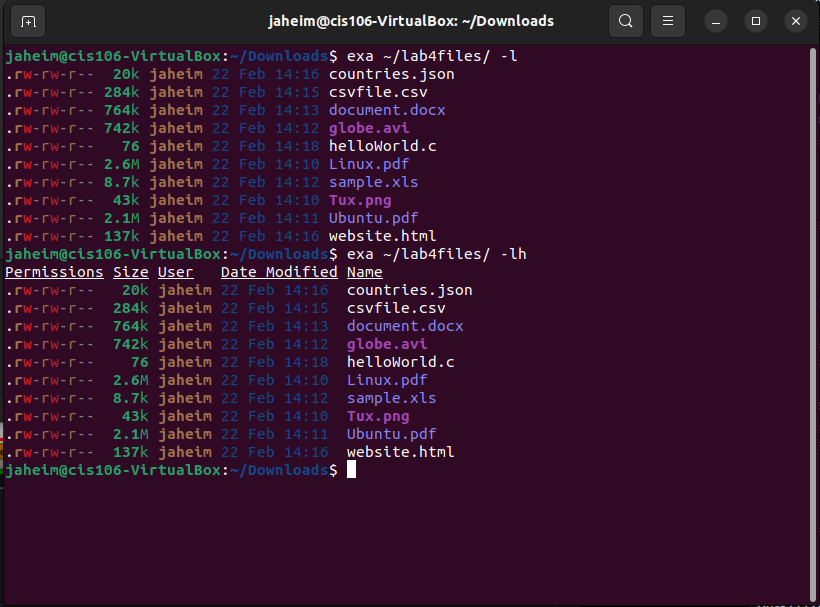 jaheim@cis106-VirtualBox: ~/Downloads
jaheim@cis106-VirtualBox:~/Downloads$ exa ~/lab4files/ -l
.rw-rw-r-- 20k jaheim 22 Feb 14:16 countries.json
.rw-rw-r-- 284k jaheim 22 Feb 14:15 csvfile.csv
.rw-rw-r-- 764k jaheim 22 Feb 14:13 document.docx
.rw-rw-r-- 742k jaheim 22 Feb 14:12 globe.avi
.rw-rw-r-- 76 jaheim 22 Feb 14:18 helloWorld.c
.rw-rw-r-- 2.6M jaheim 22 Feb 14:10 Linux.pdf
.rw-rw-r-- 8.7k jaheim 22 Feb 14:12 sample.xls
.rw-rw-r-- 43k jaheim 22 Feb 14:10 Tux.png
.rw-rw-r-- 2.1M jaheim 22 Feb 14:11 Ubuntu.pdf
.rw-rw-r-- 137k jaheim 22 Feb 14:16 website.html
jaheim@cis106-VirtualBox:~/Downloads$ exa ~/lab4files/ -lh
Permissions Size User Date Modified Name
.rw-rw-r-- 20k jaheim 22 Feb 14:16 countries.json
.rw-rw-r-- 284k jaheim 22 Feb 14:15 csvfile.csv
.rw-rw-r-- 764k jaheim 22 Feb 14:13 document.docx
.rw-rw-r-- 742k jaheim 22 Feb 14:12 globe.avi
.rw-rw-r-- 76 jaheim 22 Feb 14:18 helloWorld.c
.rw-rw-r-- 2.6M jaheim 22 Feb 14:10 Linux.pdf
.rw-rw-r-- 8.7k jaheim 22 Feb 14:12 sample.xls
.rw-rw-r-- 43k jaheim 22 Feb 14:10 Tux.png
.rw-rw-r-- 2.1M jaheim 22 Feb 14:11 Ubuntu.pdf
.rw-rw-r-- 137k jaheim 22 Feb 14:16 website.html
jaheim@cis106-VirtualBox:~/Downloads$